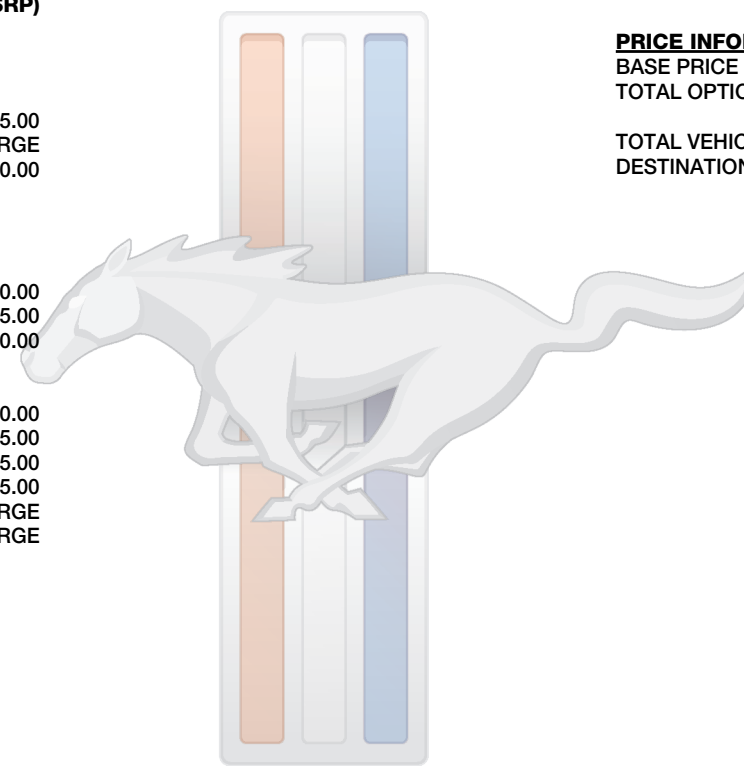 SRP)
5.00
RGE
0.00
0.00
5.00
0.00
0.00
5.00
5.00
5.00
RGE
RGE
PRICE INFO
BASE PRICE
TOTAL OPTIO
TOTAL VEHIC
DESTINATION